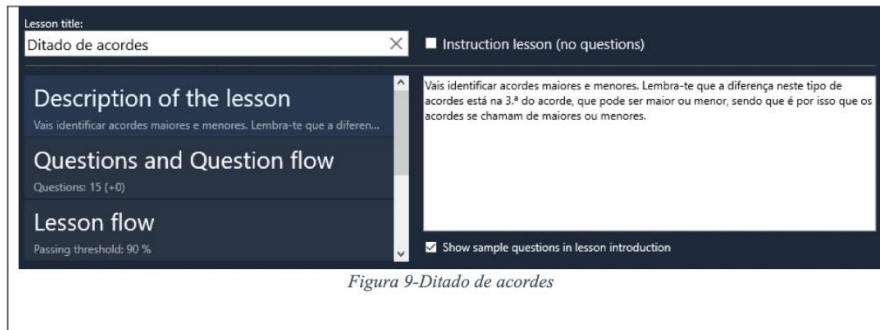 Lesson title:
Ditado de acordes
Instruction lesson (no questions)
Description of the lesson
Vais identificar acordes maiores e menores. Lembra-te que a diferen...
Questions and Question flow
Questions: 15 (+0)
Lesson flow
Passing threshold: 90 %
Vais identificar acordes maiores e menores. Lembra-te que a diferença neste tipo de
acordes está na 3.ª do acorde, que pode ser maior ou menor, sendo que é por isso que os
acordes se chamam de maiores ou menores.
Show sample questions in lesson introduction
Figura 9-Ditado de acordes